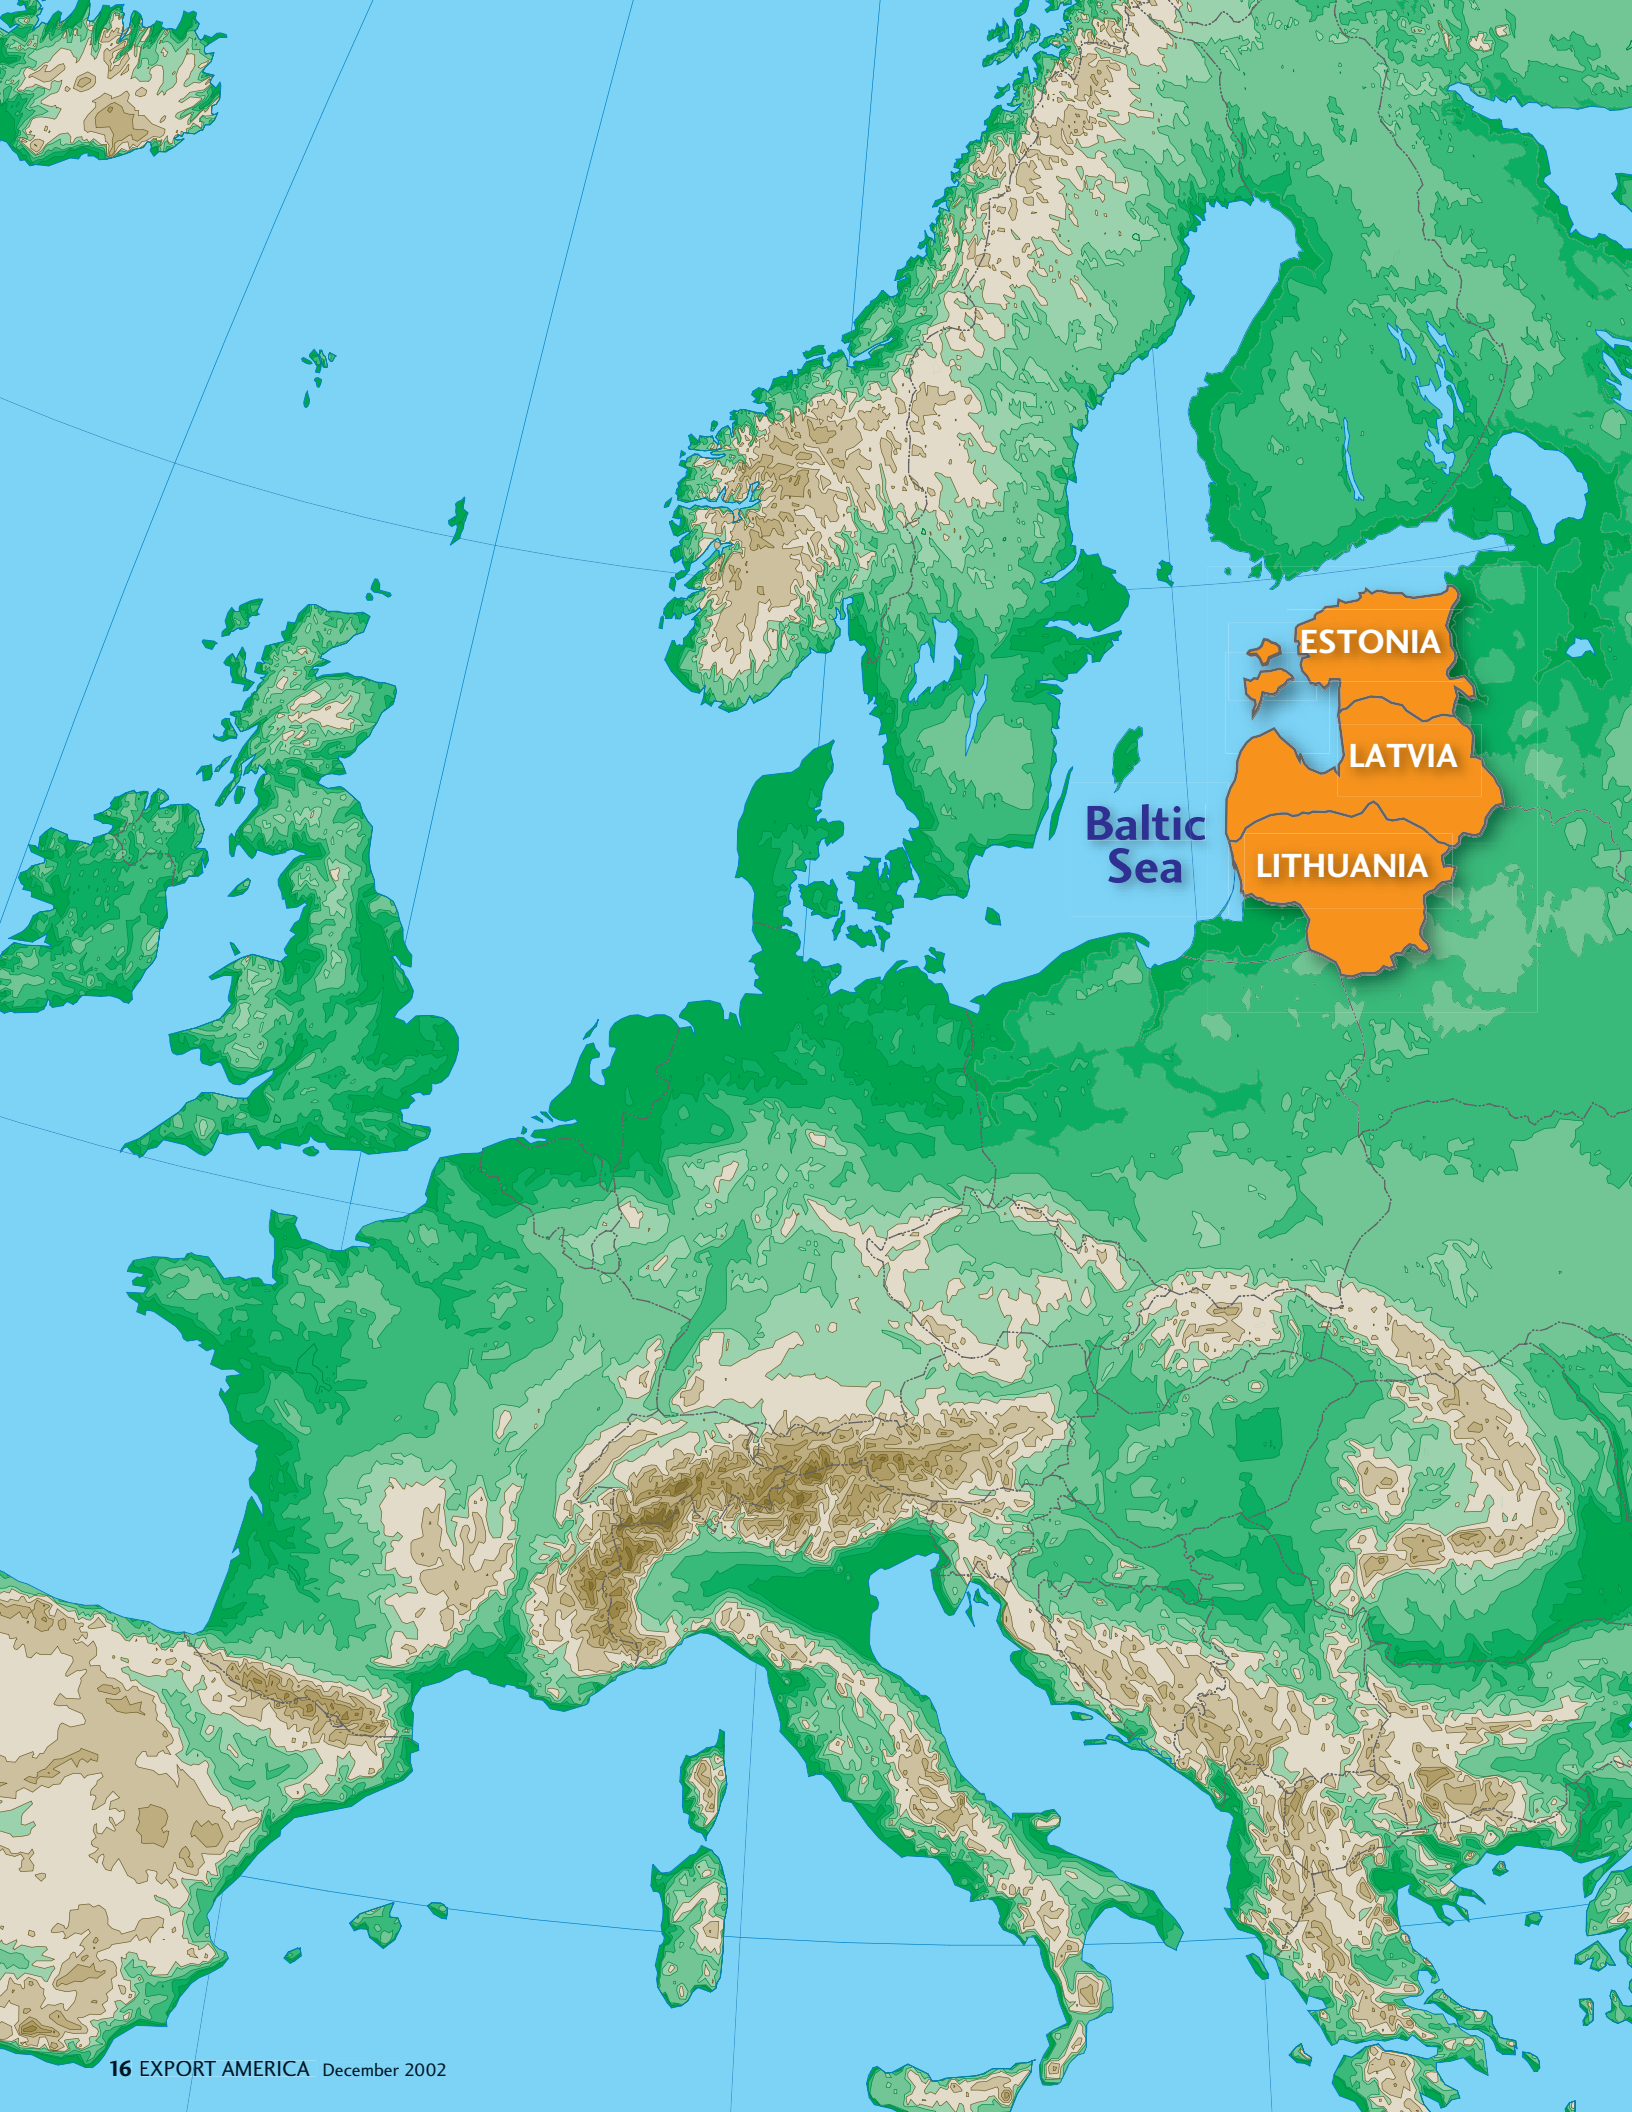 ESTONIA
LATVIA
Baltic
Sea
LITHUANIA
16 EXPORT AMERICA December 2002